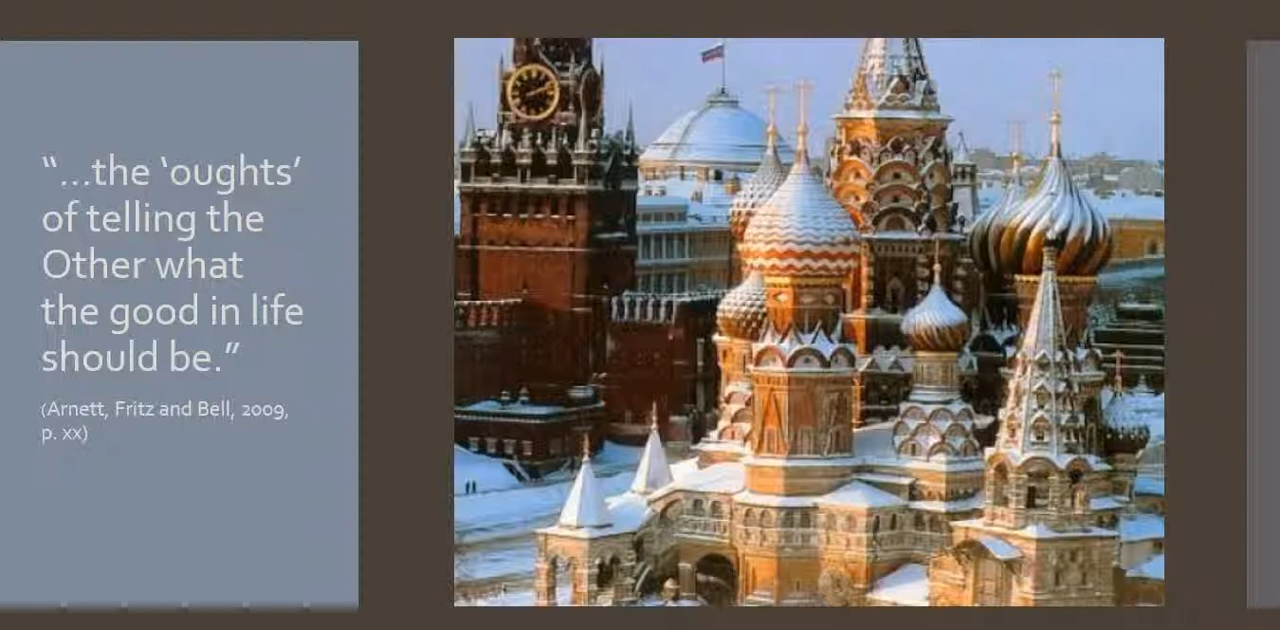 “…the ‘oughts’
of telling the
Other what
the good in life
should be.”
(Arnett, Fritz and Bell, 2009,
p. xx)